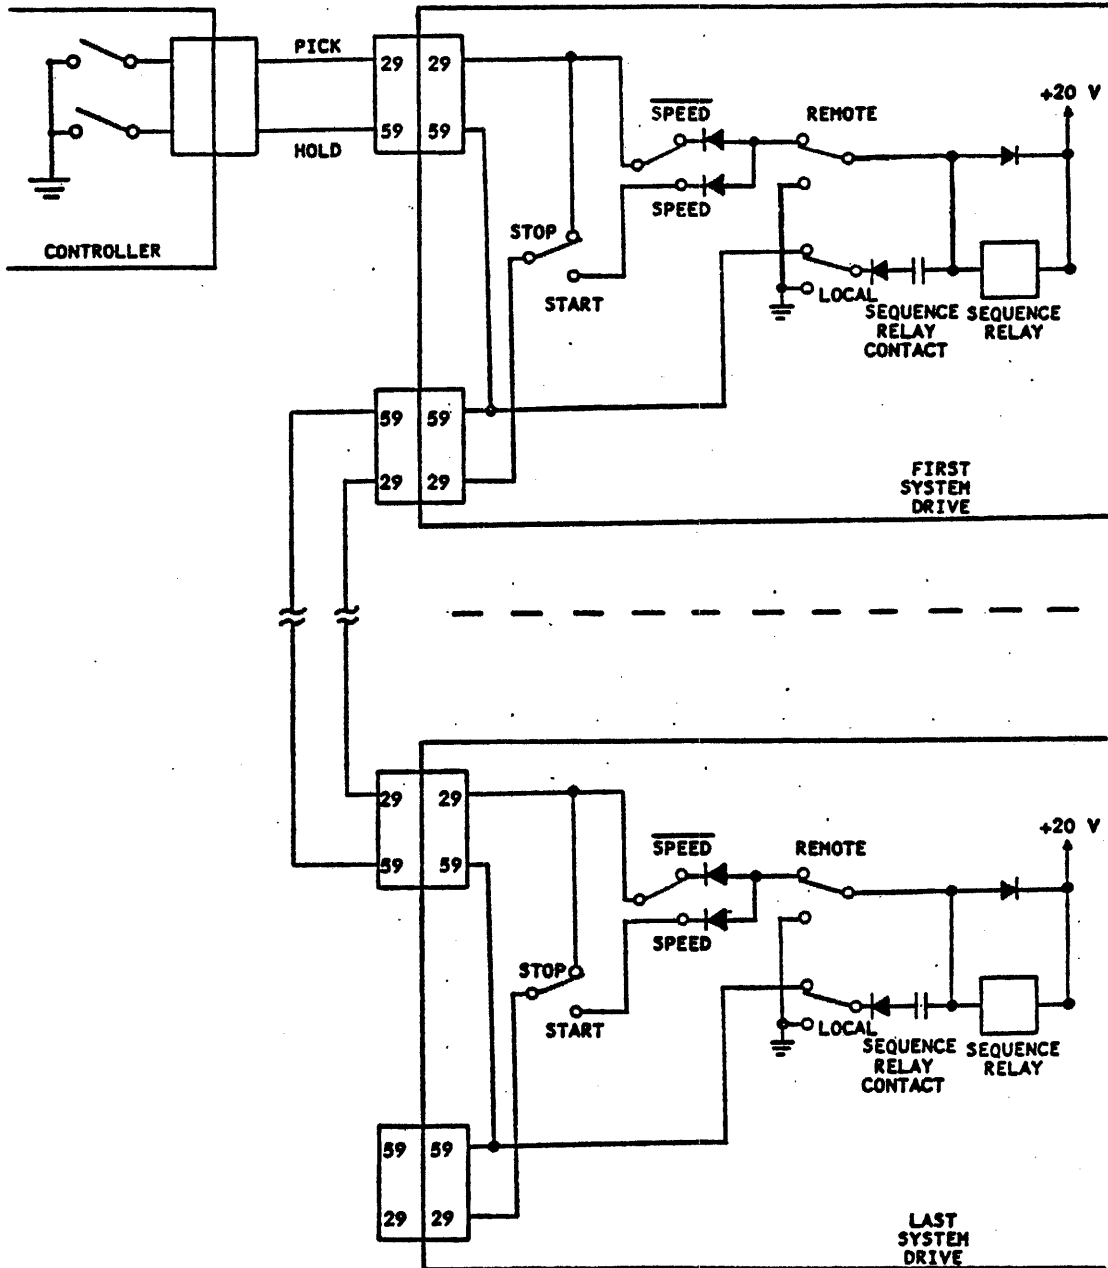 PICK
29 29
+20 V
SPEED
REMOTE
59 59
HOLD
SPEED
CONTROLLER
STOP
START
LOCAL
SEQUENCE
RELAY
CONTACT
SEQUENCE
RELAY
59 59
29 29
FIRST
SYSTEM
DRIVE
29 29
+20 V
SPEED
REMOTE
59 59
SPEED
STOP
START
LOCAL
SEQUENCE
RELAY
CONTACT
SEQUENCE
RELAY
59 59
29 29
LAST
SYSTEM
DRIVE